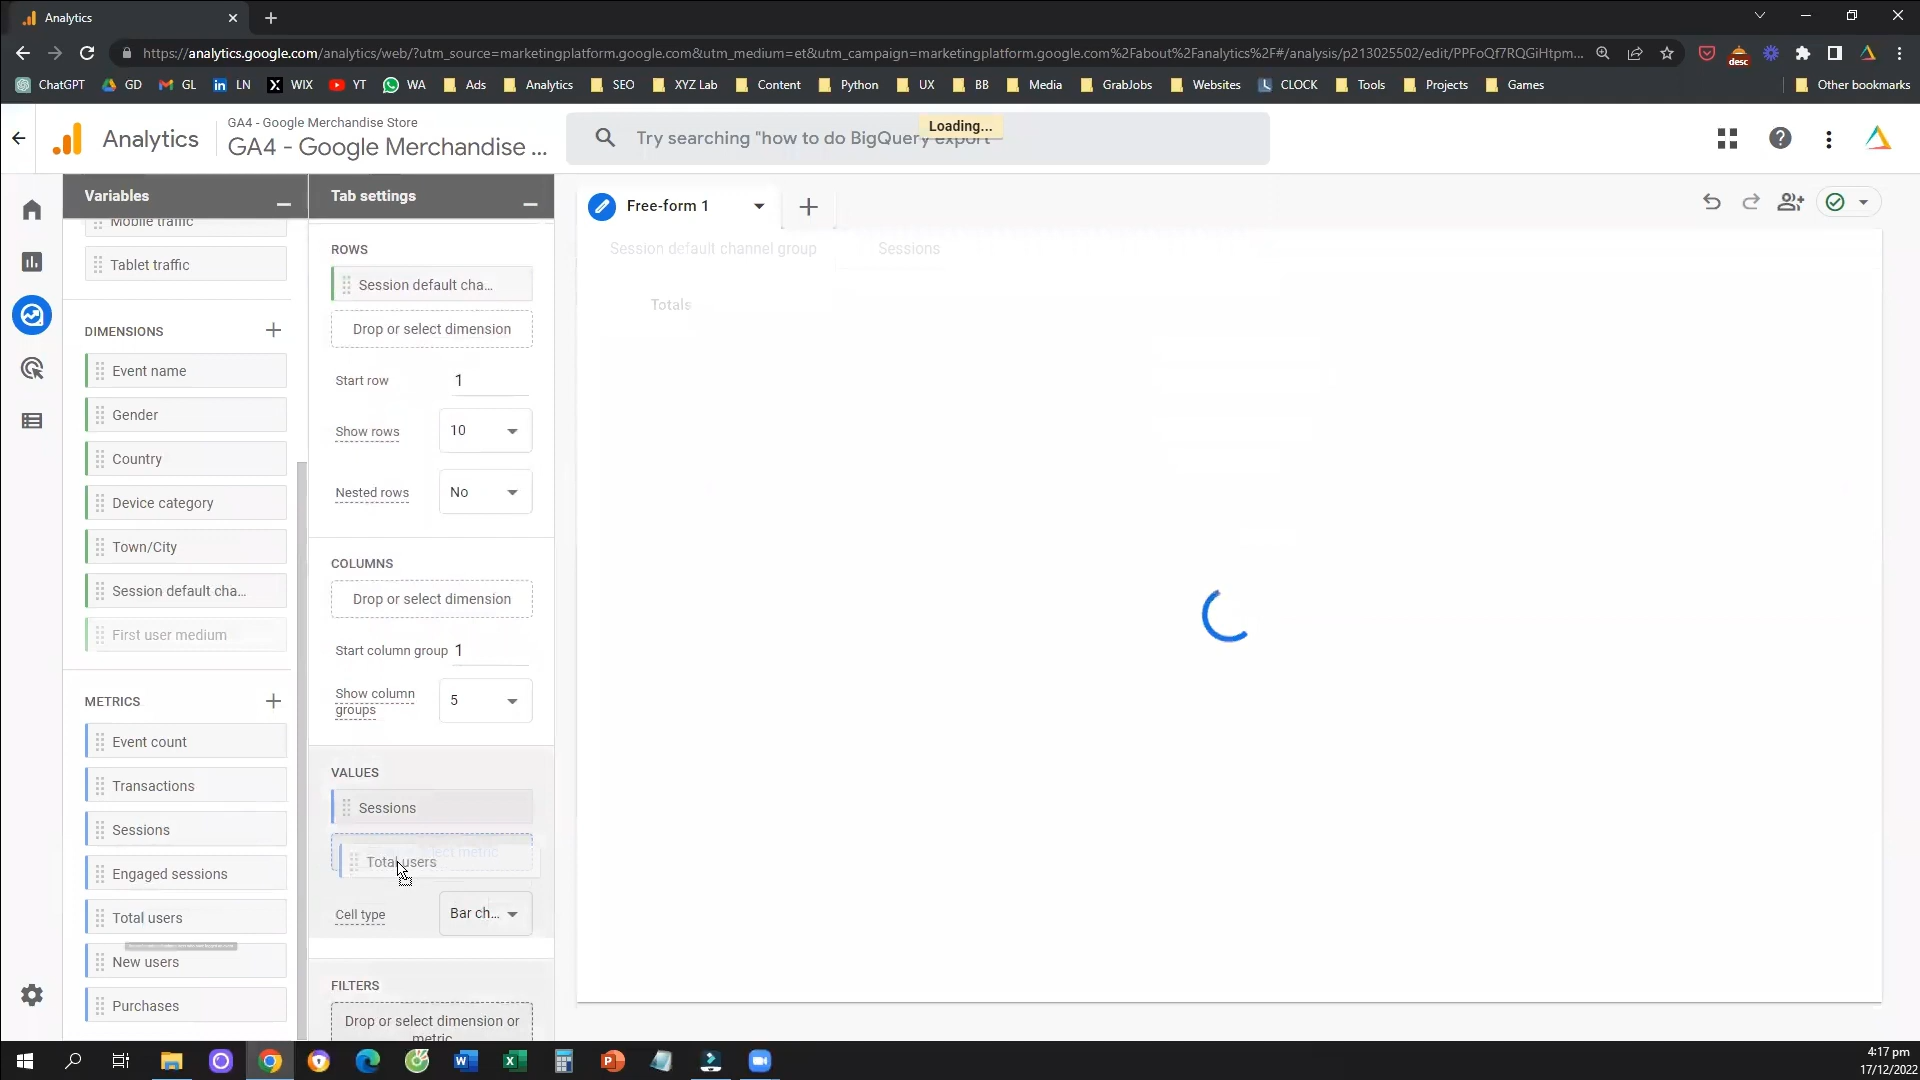 Analytics
https://analytics.google.com/analytics/web/?utm_source=marketingplatform.google.com&utm_medium=et&utm_campaign=marketingplatform.google.com%2Fabout%2Fanalytics%2F#/analysis/p213025502/edit/PPFoQf7RQGiHtpm...
desc
ChatGPT GD GL LN WIX YT WA Ads Analytics SEO XYZ Lab Content Python UX BB Media GrabJobs Websites CLOCK Tools Projects Games Other bookmarks
Analytics
GA4 - Google Merchandise Store
GA4 - Google Merchandise ...
Try searching "how to do BigQuery export"
Loading...
Variables
Mobile traffic
Tablet traffic
DIMENSIONS
Event name
Gender
Country
Device category
Town/City
Session default cha...
First user medium
METRICS
Event count
Transactions
Sessions
Engaged sessions
Total users
New users
Purchases
Tab settings
ROWS
Session default cha...
Drop or select dimension
Start row 1
Show rows 10
Nested rows No
COLUMNS
Drop or select dimension
Start column group 1
Show column groups 5
VALUES
Sessions
Total users
Cell type Bar ch...
FILTERS
Drop or select dimension or
metric
Free-form 1
Session default channel group Sessions
Totals
4:17 pm
17/12/2022